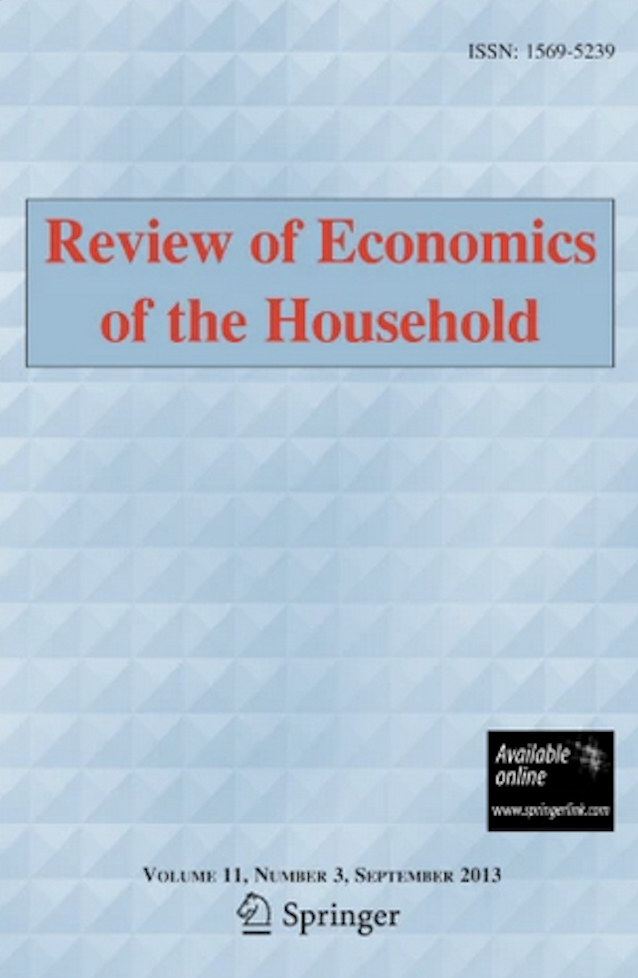 ISSN: 1569-5239
Review of Economics
of the Household
Available
online
www.springerlink.com
VOLUME 11, NUMBER 3, SEPTEMBER 2013
Springer